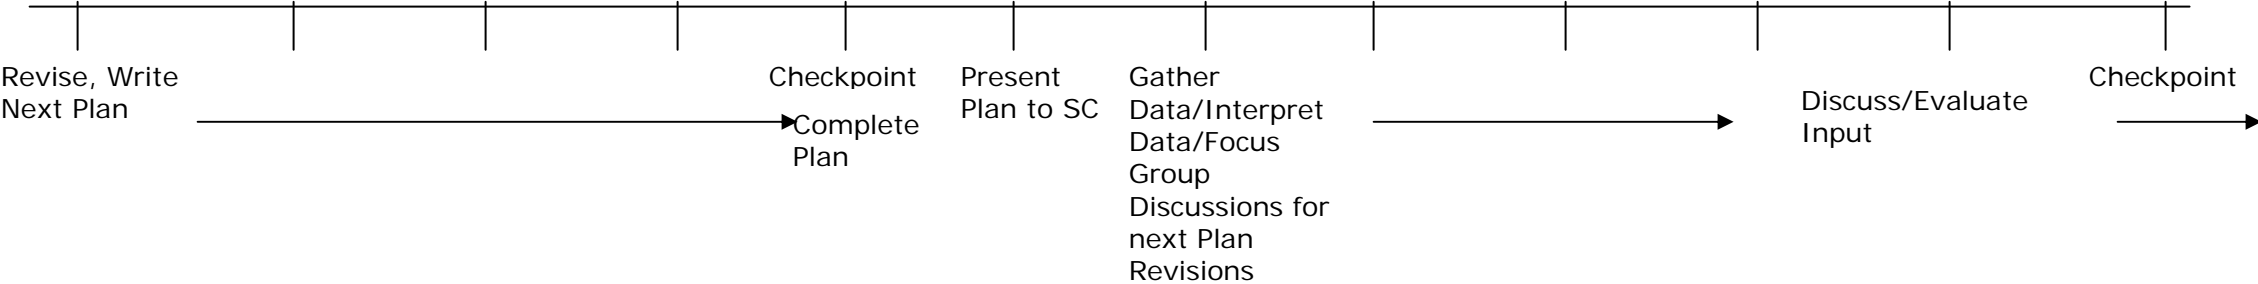 Revise, Write
Next Plan
Checkpoint
Complete
Plan
Present
Plan to SC
Gather
Data/Interpret
Data/Focus
Group
Discussions for
next Plan
Revisions
Discuss/Evaluate
Input
Checkpoint